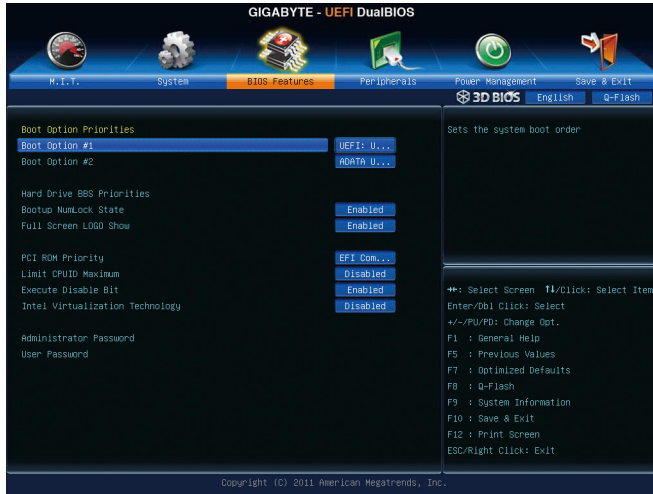 GIGABYTE - UEFI DualBIOS
M.I.T.
System
BIOS Features
Peripherals
Power Management
Save & Exit
3D BIOS
English
Q-Flash
Boot Option Priorities
Boot Option #1 UEFI: U...
Boot Option #2 ADATA U...
Hard Drive BBS Priorities
Bootup NumLock State Enabled
Full Screen LOGO Show Enabled
PCI ROM Priority EFI Com...
Limit CPUID Maximum Disabled
Execute Disable Bit Enabled
Intel Virtualization Technology Disabled
Administrator Password
User Password
Sets the system boot order
→←: Select Screen ↑↓/Click: Select Item
Enter/Dbl Click: Select
+/-/PU/PD: Change Opt.
F1 : General Help
F5 : Previous Values
F7 : Optimized Defaults
F8 : Q-Flash
F9 : System Information
F10 : Save & Exit
F12 : Print Screen
ESC/Right Click: Exit
Copyright (C) 2011 American Megatrends, Inc.